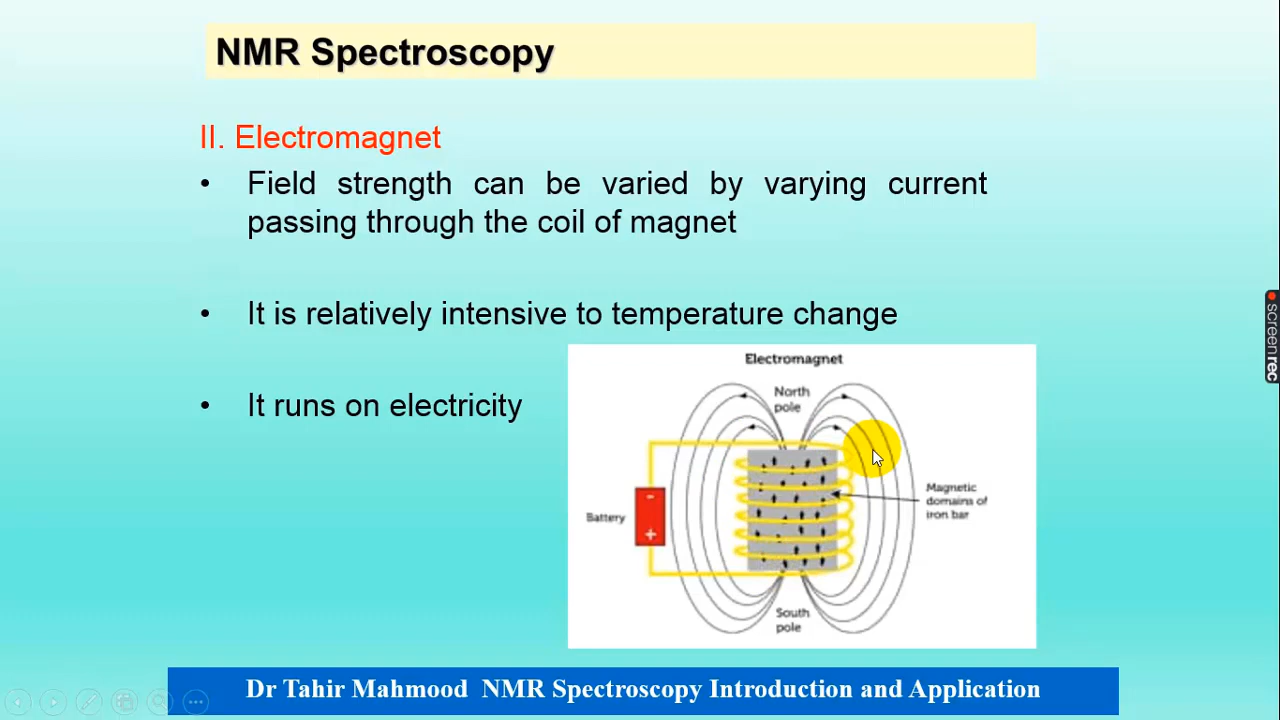 NMR Spectroscopy
II. Electromagnet
• Field strength can be varied by varying current
passing through the coil of magnet
• It is relatively intensive to temperature change
• It runs on electricity
Electromagnet
North
pole
Battery
-
+
Magnetic
domains of
iron bar
South
pole
Dr Tahir Mahmood NMR Spectroscopy Introduction and Application
screenrec